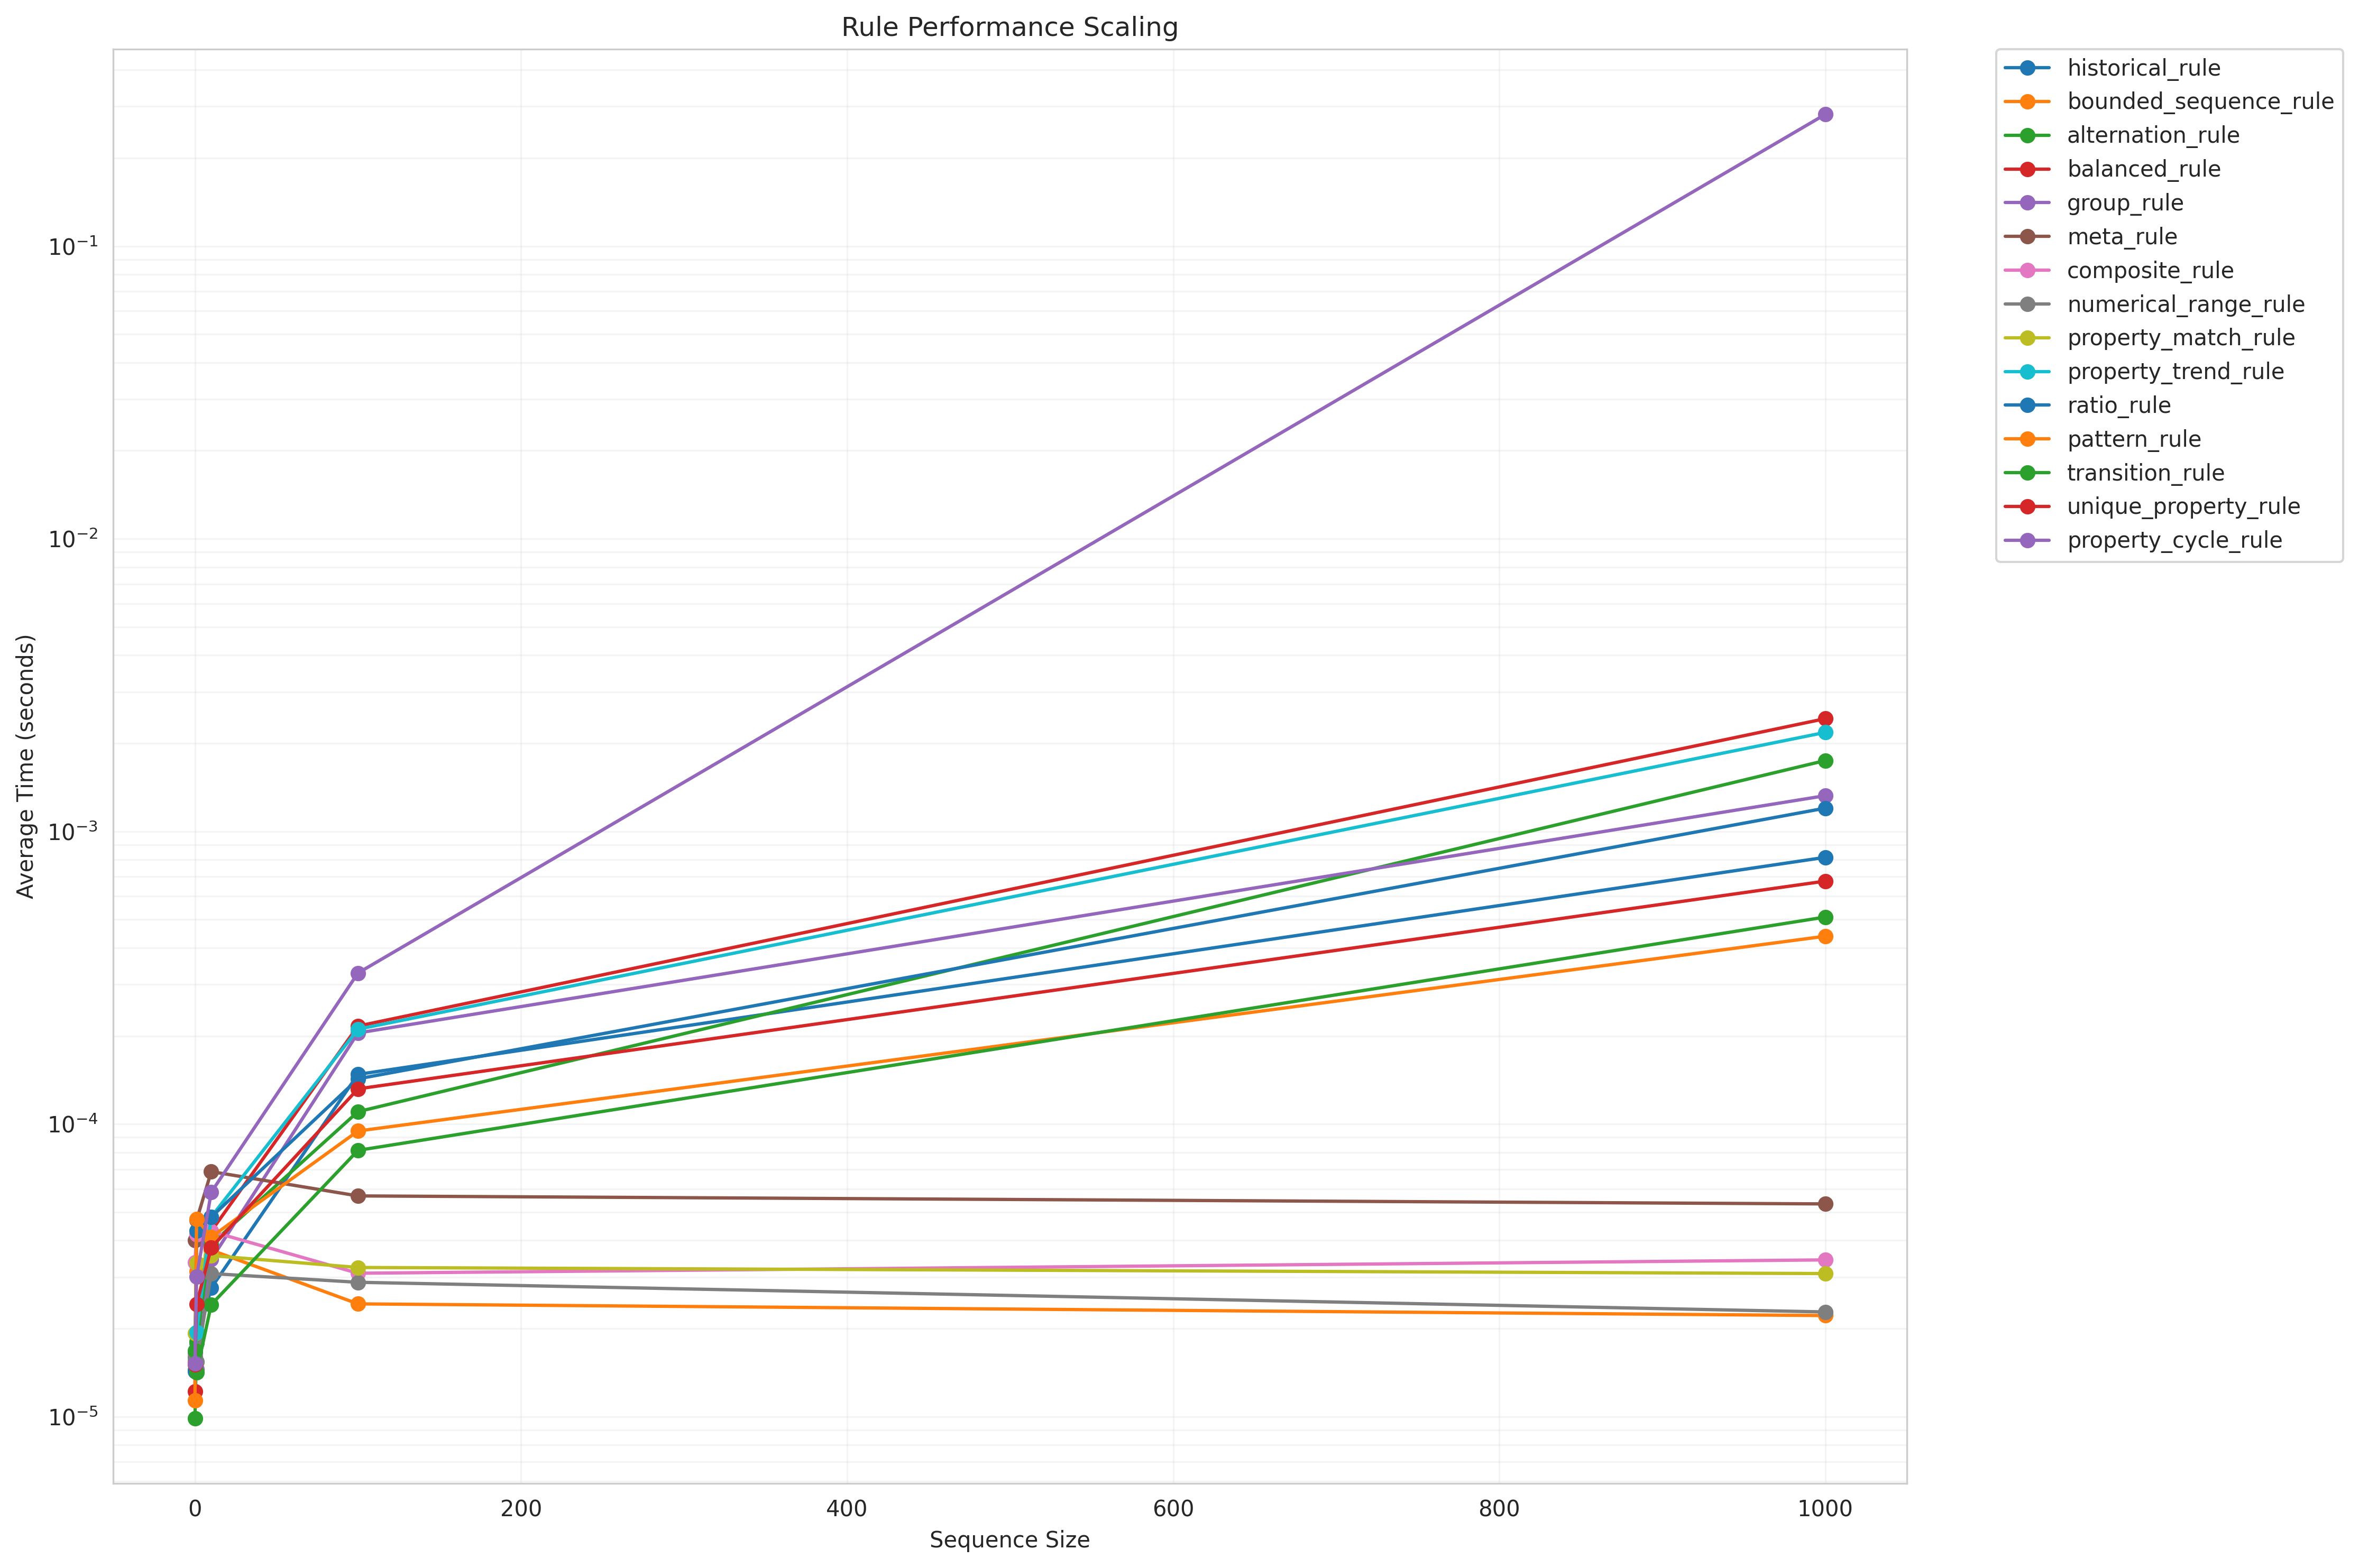 Rule Performance Scaling
historical_rule
bounded_sequence_rule
alternation_rule
balanced_rule
group_rule
meta_rule
composite_rule
numerical_range_rule
property_match_rule
property_trend_rule
ratio_rule
pattern_rule
transition_rule
unique_property_rule
property_cycle_rule
Average Time (seconds)
10⁻¹
10⁻²
10⁻³
10⁻⁴
10⁻⁵
0 200 400 600 800 1000
Sequence Size